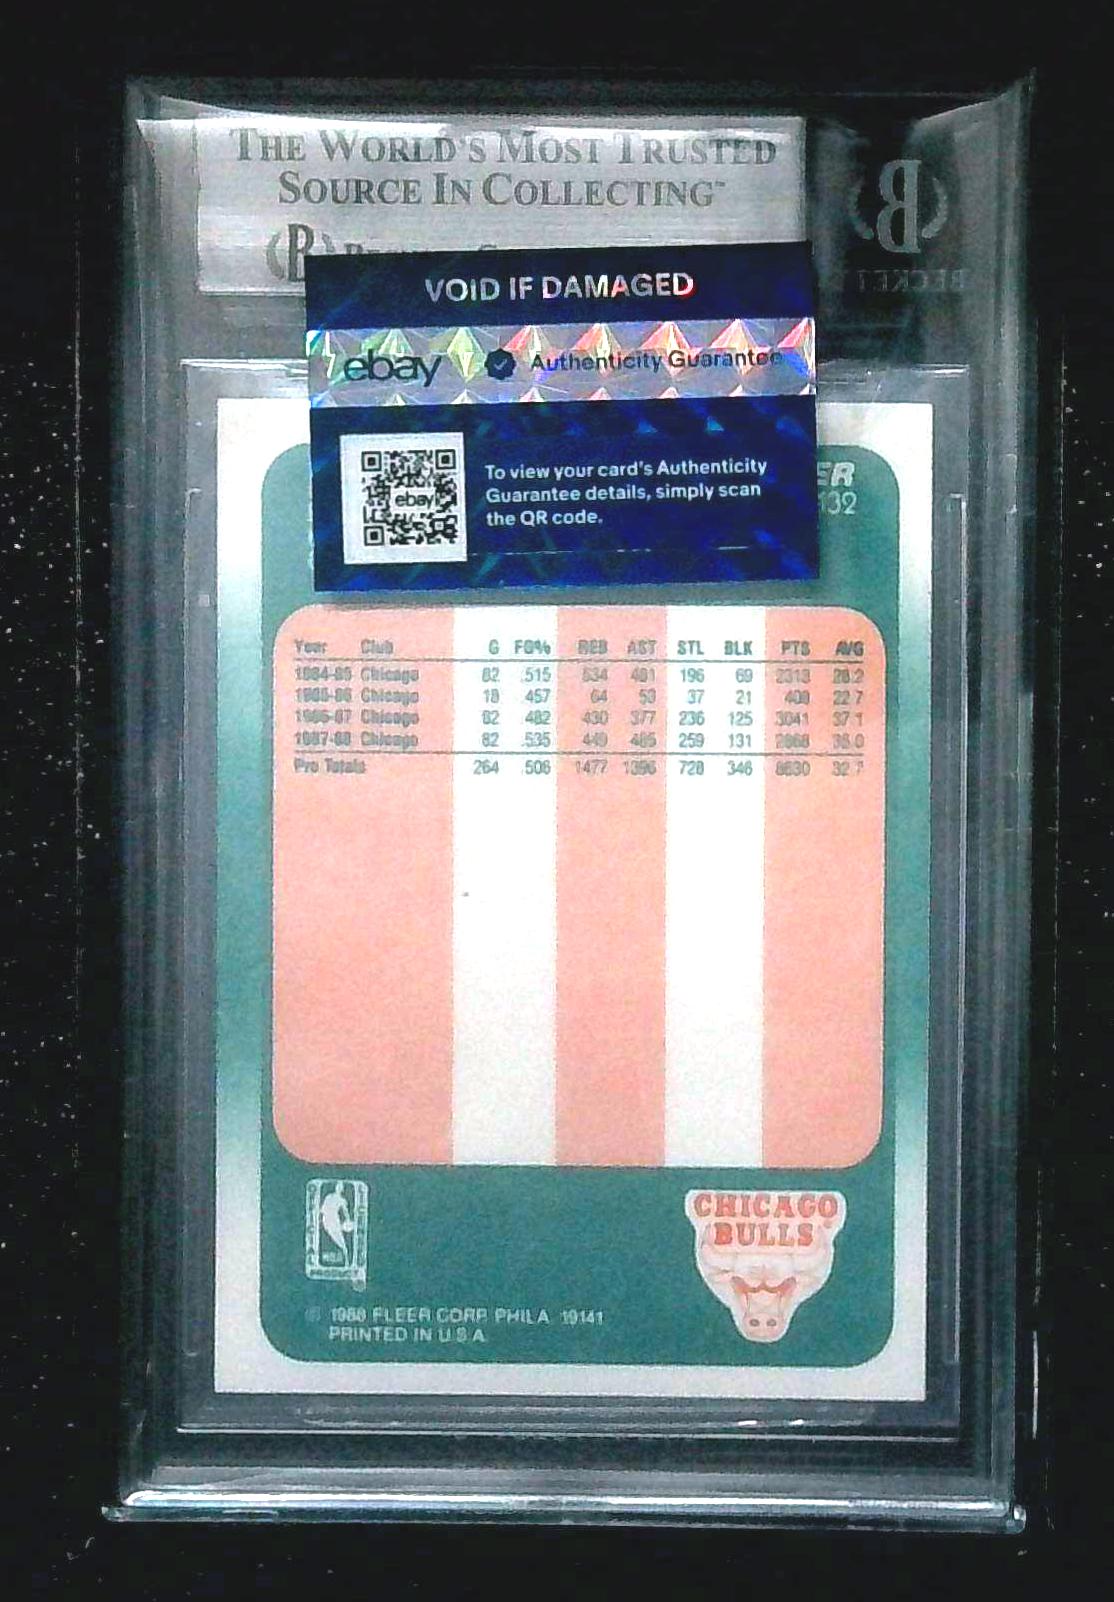 THE WORLD'S MOST TRUSTED
SOURCE IN COLLECTING™
VOID IF DAMAGED
ebay Authenticity Guarantee
ebay
To view your card's Authenticity
Guarantee details, simply scan
the QR code.
132
Year Club G FG% REB AST STL BLK PTS AVG
1984-85 Chicago 82 .515 534 481 196 69 2313 28.2
1985-86 Chicago 18 .457 64 53 37 21 408 22.7
1986-87 Chicago 82 .482 430 377 236 125 3041 37.1
1987-88 Chicago 82 .535 449 485 259 131 2868 35.0
Pro Totals 264 .506 1477 1396 728 346 8630 32.7
CHICAGO
BULLS
© 1988 FLEER CORP. PHILA. 19141
PRINTED IN U.S.A.